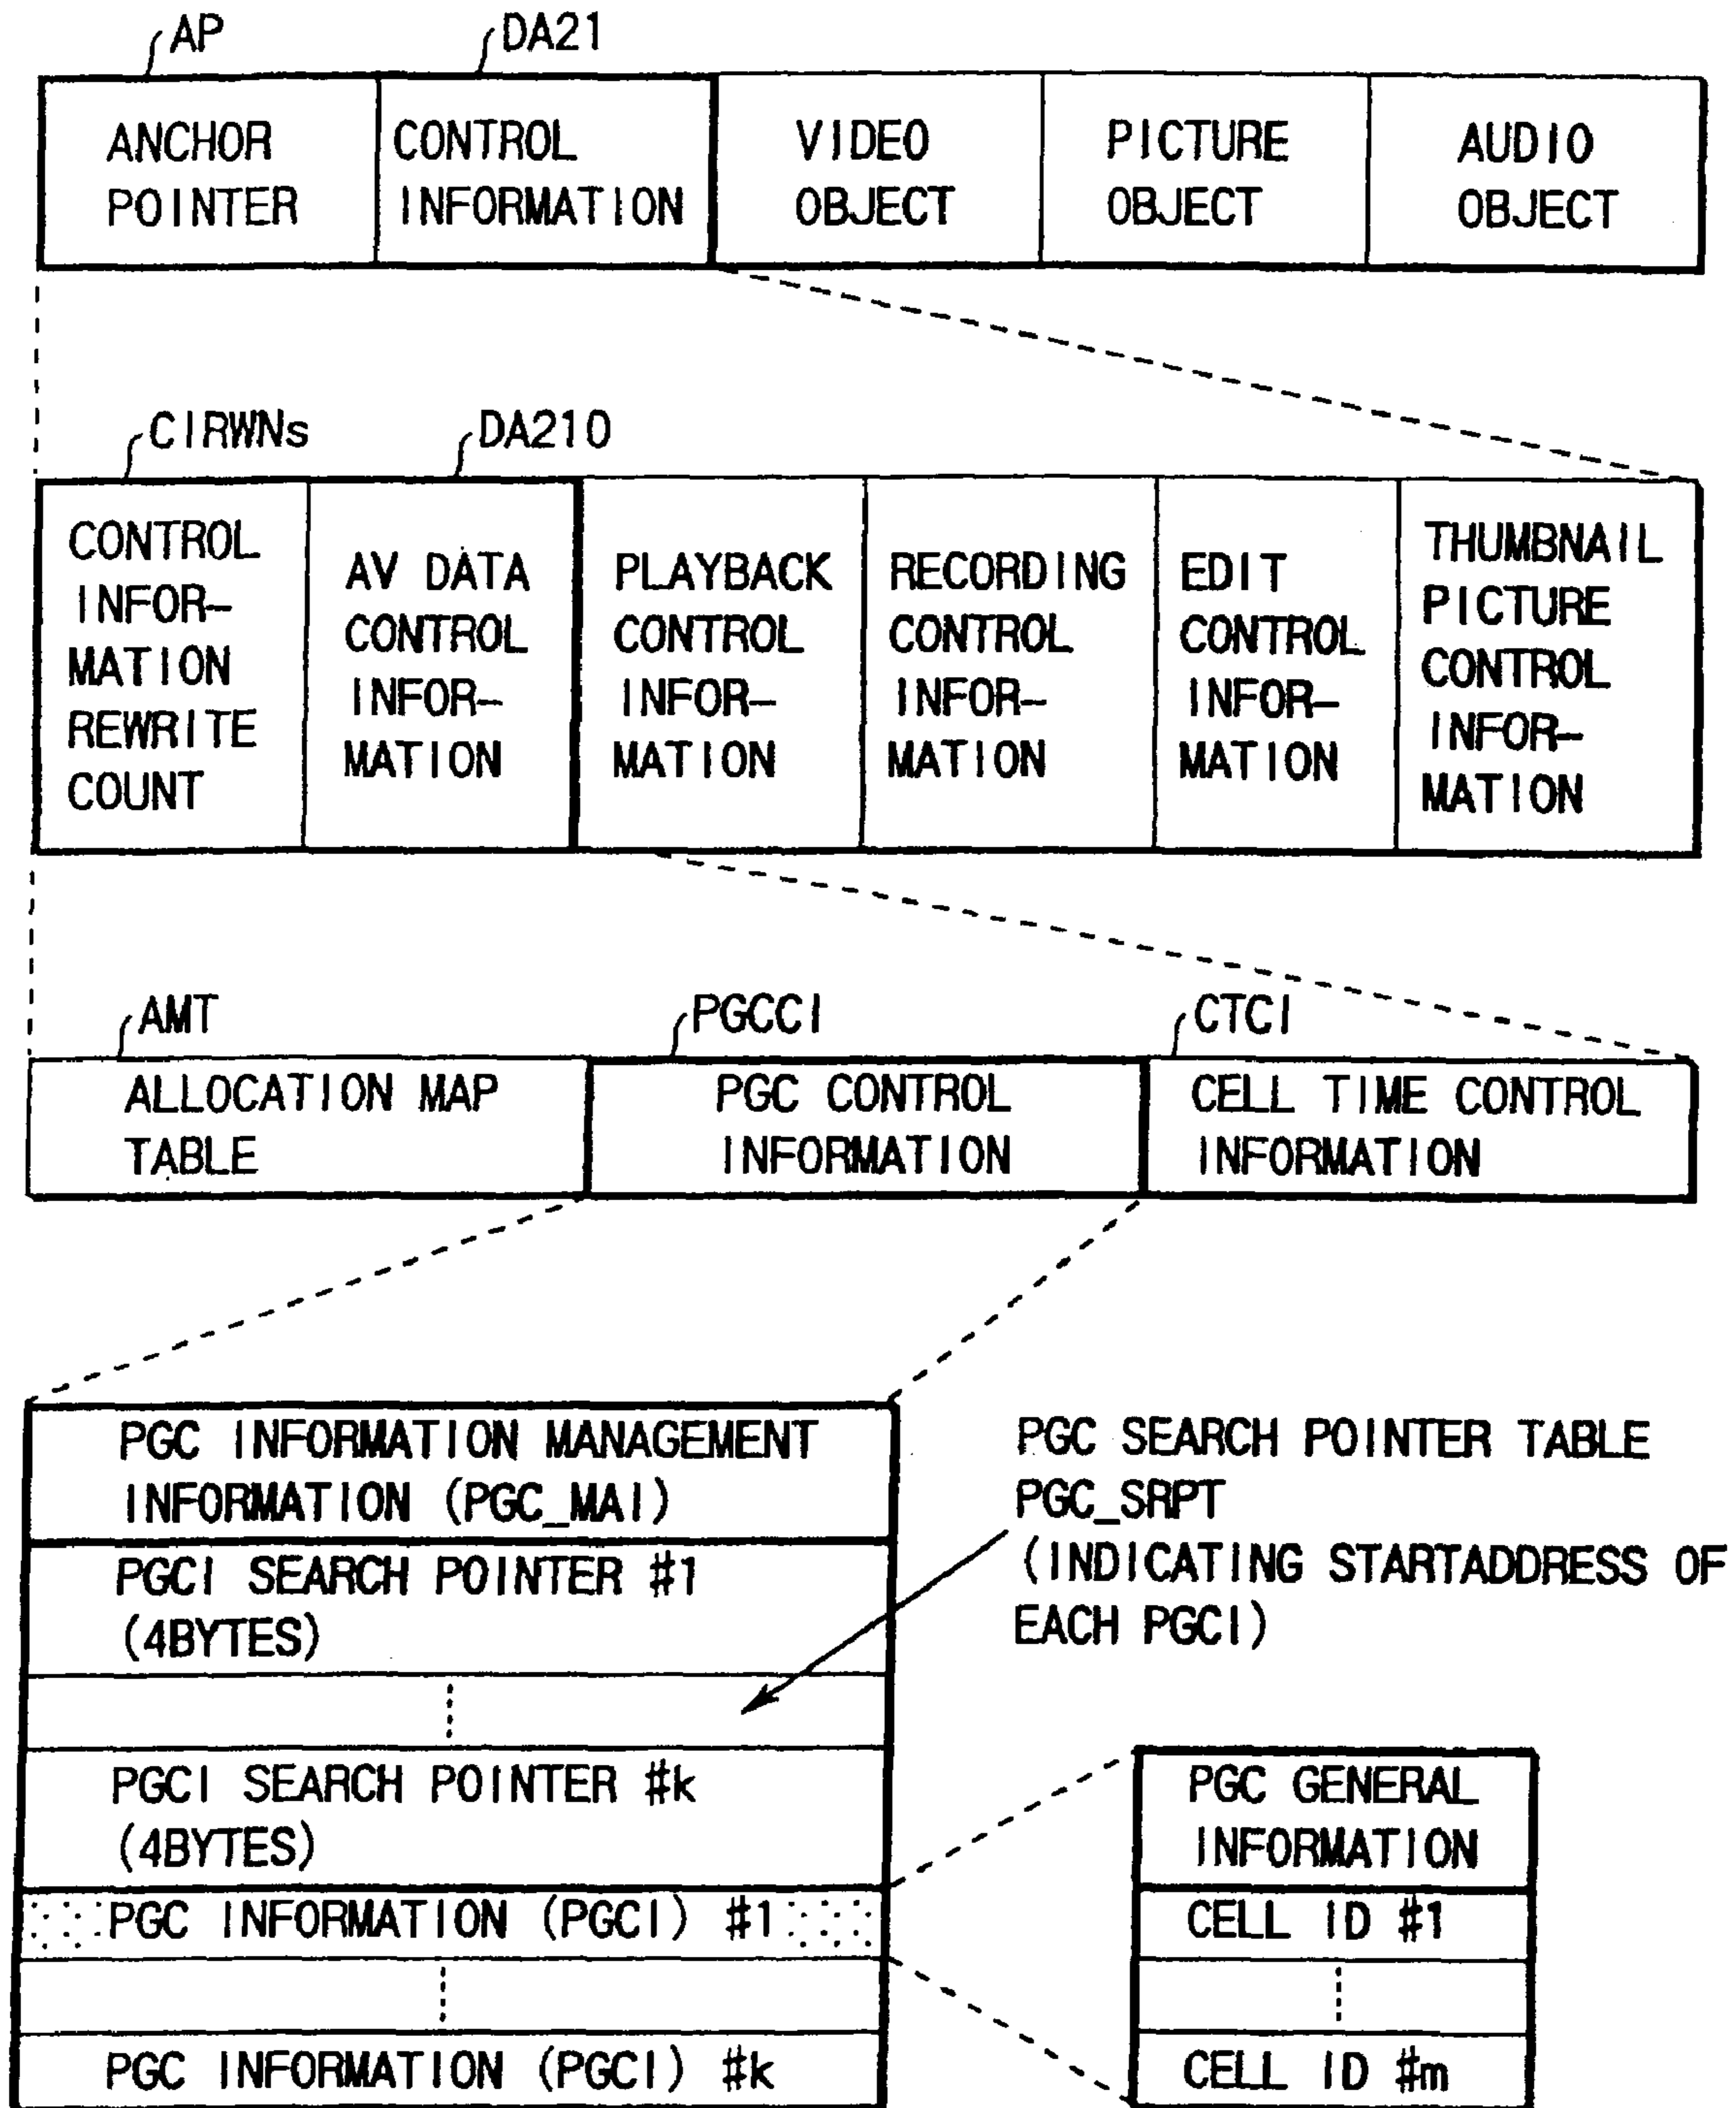 AP
DA21
ANCHOR
POINTER
CONTROL
INFORMATION
VIDEO
OBJECT
PICTURE
OBJECT
AUDIO
OBJECT
CIRWNs
DA210
CONTROL
INFOR-
MATION
REWRITE
COUNT
AV DATA
CONTROL
INFOR-
MATION
PLAYBACK
CONTROL
INFOR-
MATION
RECORDING
CONTROL
INFOR-
MATION
EDIT
CONTROL
INFOR-
MATION
THUMBNAIL
PICTURE
CONTROL
INFOR-
MATION
AMT
PGCCI
CTCI
ALLOCATION MAP
TABLE
PGC CONTROL
INFORMATION
CELL TIME CONTROL
INFORMATION
PGC INFORMATION MANAGEMENT
INFORMATION (PGC_MAI)
PGCI SEARCH POINTER #1
(4BYTES)
PGCI SEARCH POINTER #k
(4BYTES)
PGC INFORMATION (PGCI) #1
PGC INFORMATION (PGCI) #k
PGC SEARCH POINTER TABLE
PGC_SRPT
(INDICATING STARTADDRESS OF
EACH PGCI)
PGC GENERAL
INFORMATION
CELL ID #1
CELL ID #m